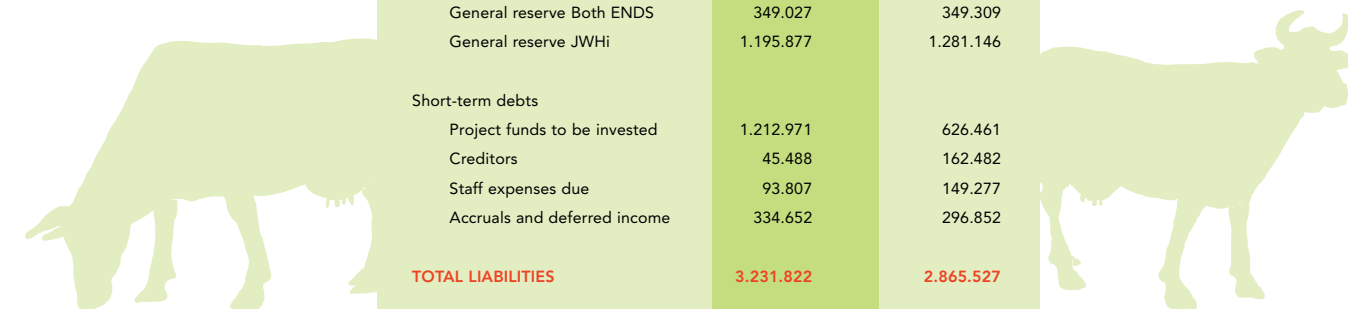 General reserve Both ENDS 349.027 349.309
General reserve JWHi 1.195.877 1.281.146
Short-term debts
Project funds to be invested 1.212.971 626.461
Creditors 45.488 162.482
Staff expenses due 93.807 149.277
Accruals and deferred income 334.652 296.852
TOTAL LIABILITIES 3.231.822 2.865.527